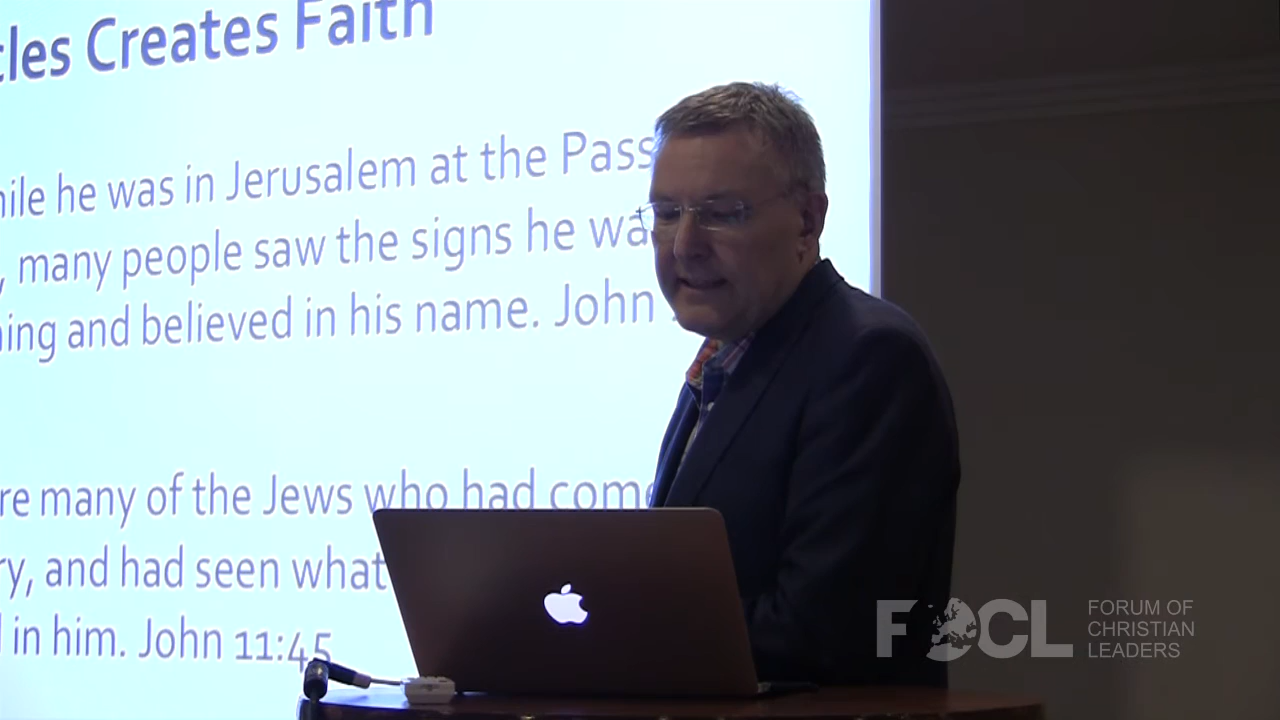 cles Creates Faith
hile he was in Jerusalem at the Pass
, many people saw the signs he wa
ing and believed in his name. John
re many of the Jews who had come
ry, and had seen what
in him. John 11:45
FOCL
FORUM OF
CHRISTIAN
LEADERS